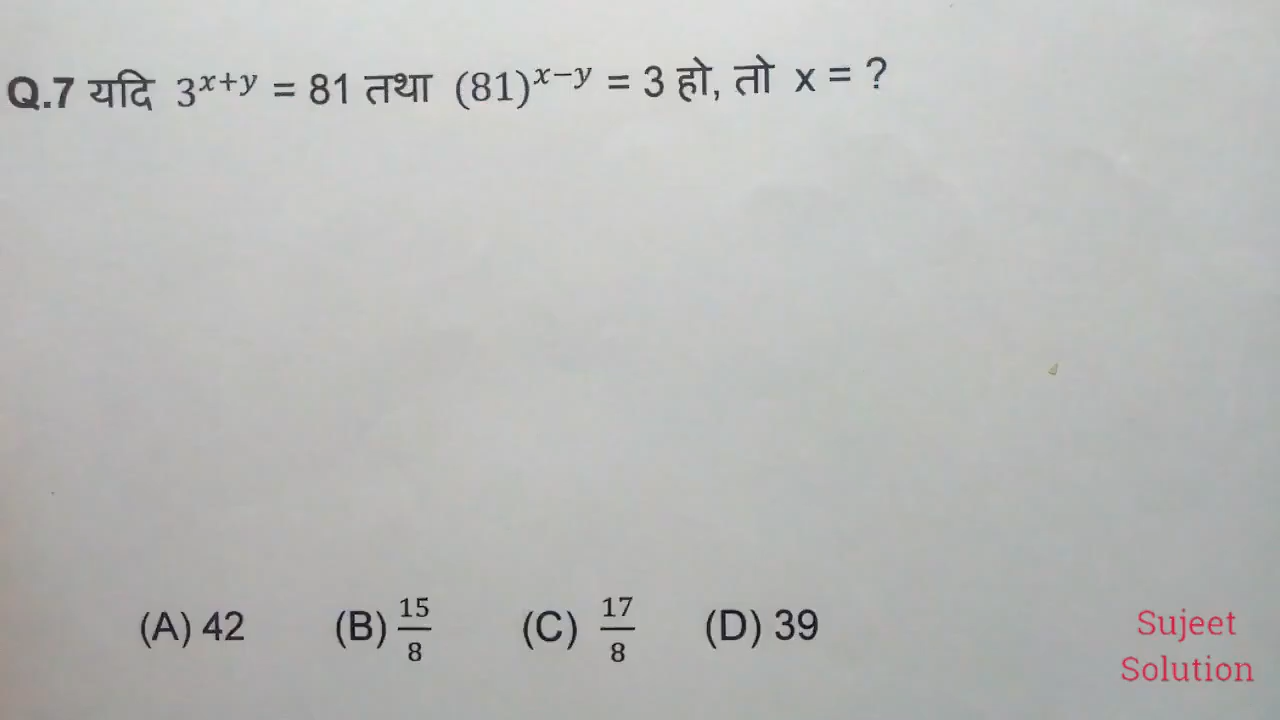 Q.7 यदि 3^{x+y} = 81 तथा (81)^{x−y} = 3 हो, तो x = ?
(A) 42 (B) 15/8 (C) 17/8 (D) 39
Sujeet
Solution